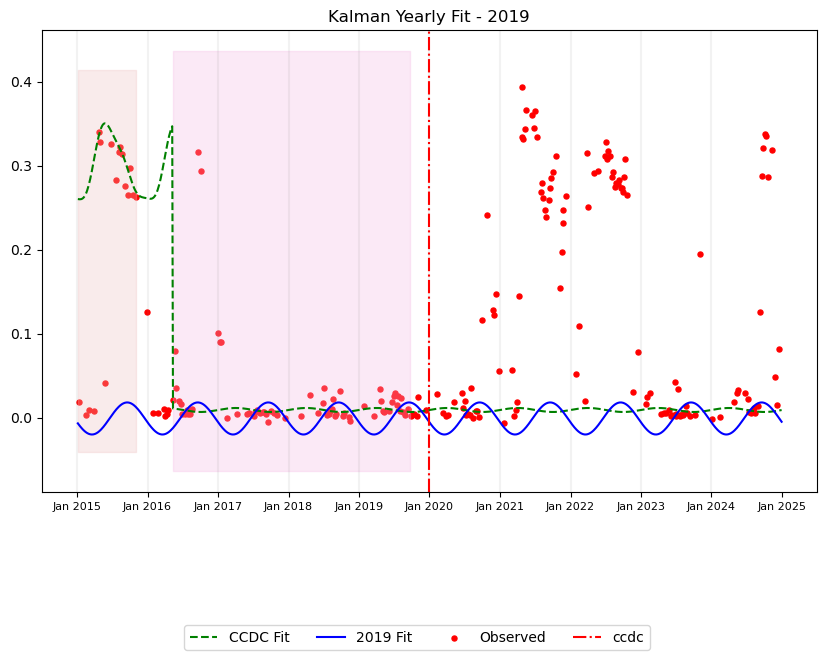 Kalman Yearly Fit - 2019
0.4
0.3
0.2
0.1
0.0
Jan 2015 Jan 2016 Jan 2017 Jan 2018 Jan 2019 Jan 2020 Jan 2021 Jan 2022 Jan 2023 Jan 2024 Jan 2025
CCDC Fit 2019 Fit Observed ccdc